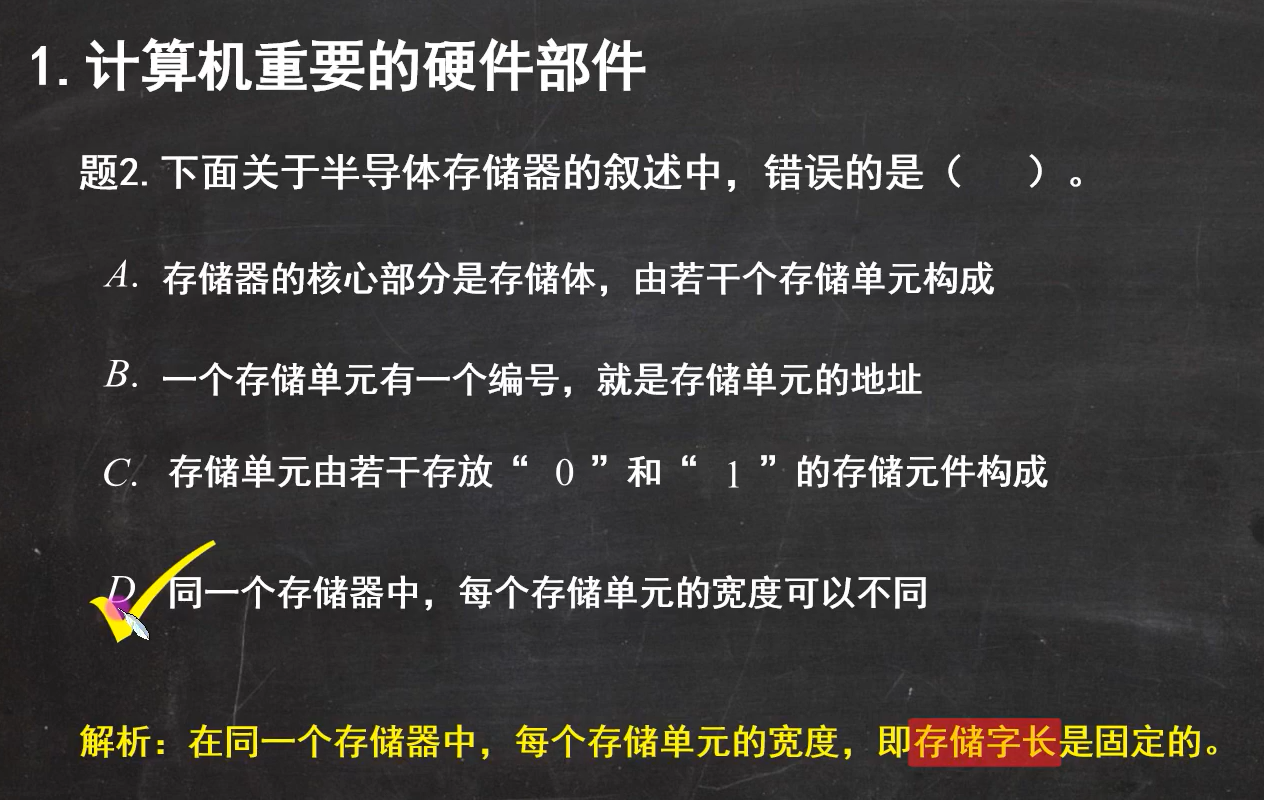 1.计算机重要的硬件部件
题2.下面关于半导体存储器的叙述中，错误的是（ ）。
A. 存储器的核心部分是存储体，由若干个存储单元构成
B. 一个存储单元有一个编号，就是存储单元的地址
C. 存储单元由若干存放“ 0 ”和“ 1 ”的存储元件构成
D 同一个存储器中，每个存储单元的宽度可以不同
解析：在同一个存储器中，每个存储单元的宽度，即存储字长是固定的。